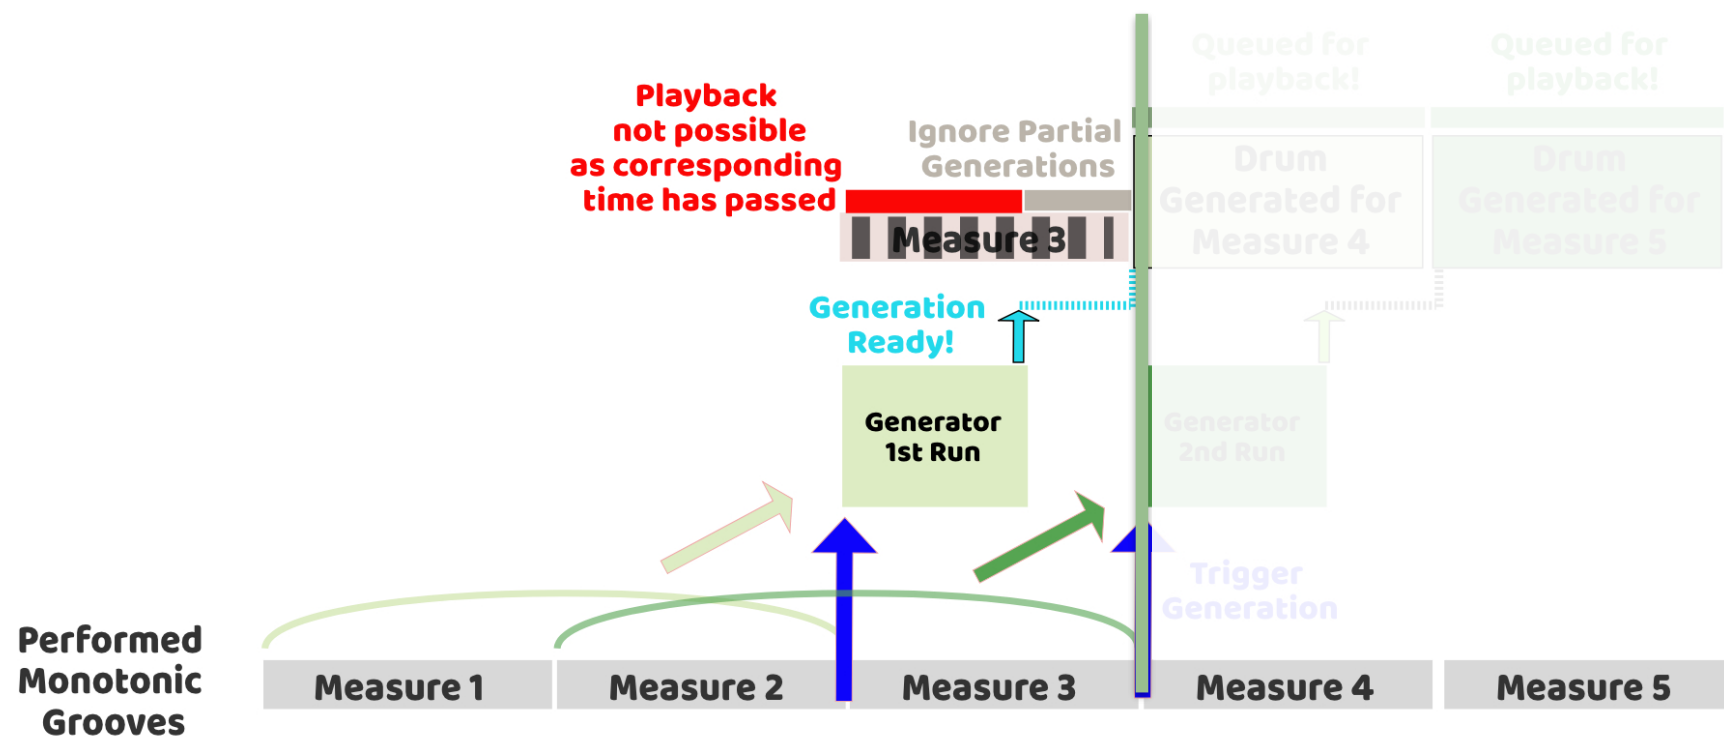 Queued for
playback!
Queued for
playback!
Playback
not possible
as corresponding
time has passed
Ignore Partial
Generations
Drum
Generated for
Measure 4
Drum
Generated for
Measure 5
Measure 3
Generation
Ready!
Generator
1st Run
Generator
2nd Run
Trigger
Generation
Performed
Monotonic
Grooves
Measure 1
Measure 2
Measure 3
Measure 4
Measure 5